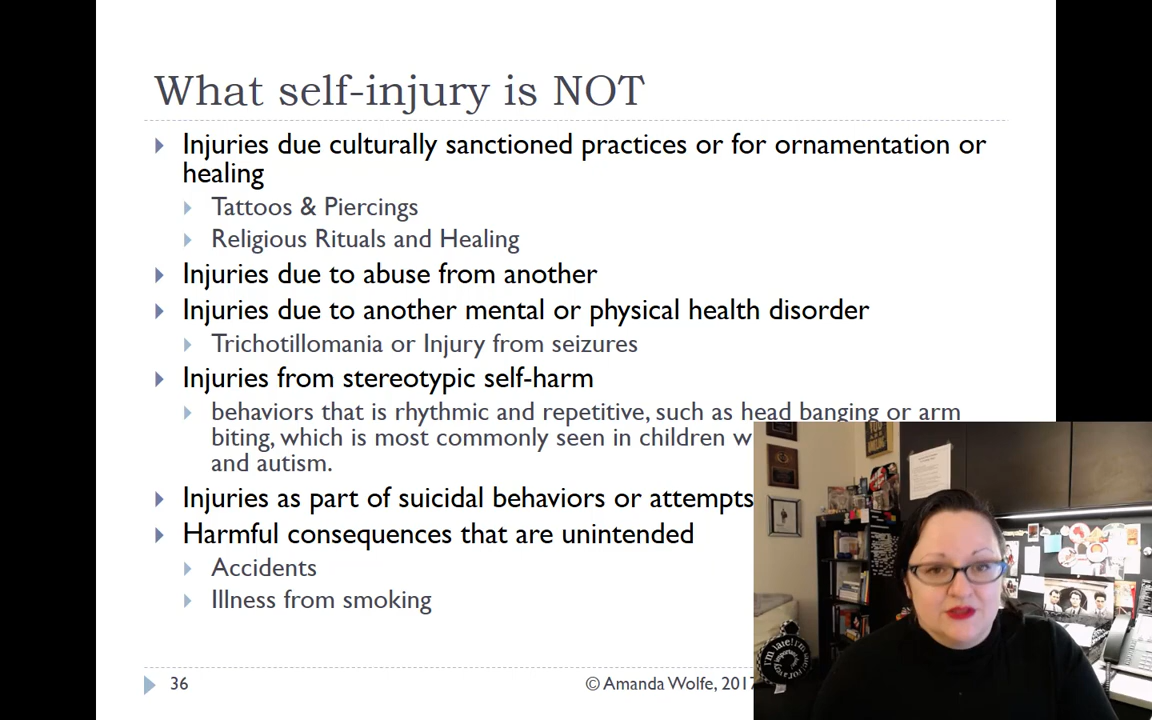 What self-injury is NOT
Injuries due culturally sanctioned practices or for ornamentation or
healing
Tattoos & Piercings
Religious Rituals and Healing
Injuries due to abuse from another
Injuries due to another mental or physical health disorder
Trichotillomania or Injury from seizures
Injuries from stereotypic self-harm
behaviors that is rhythmic and repetitive, such as head banging or arm
biting, which is most commonly seen in children
and autism.
Injuries as part of suicidal behaviors or attempts
Harmful consequences that are unintended
Accidents
Illness from smoking
36
© Amanda Wolfe, 2017
I'm late!